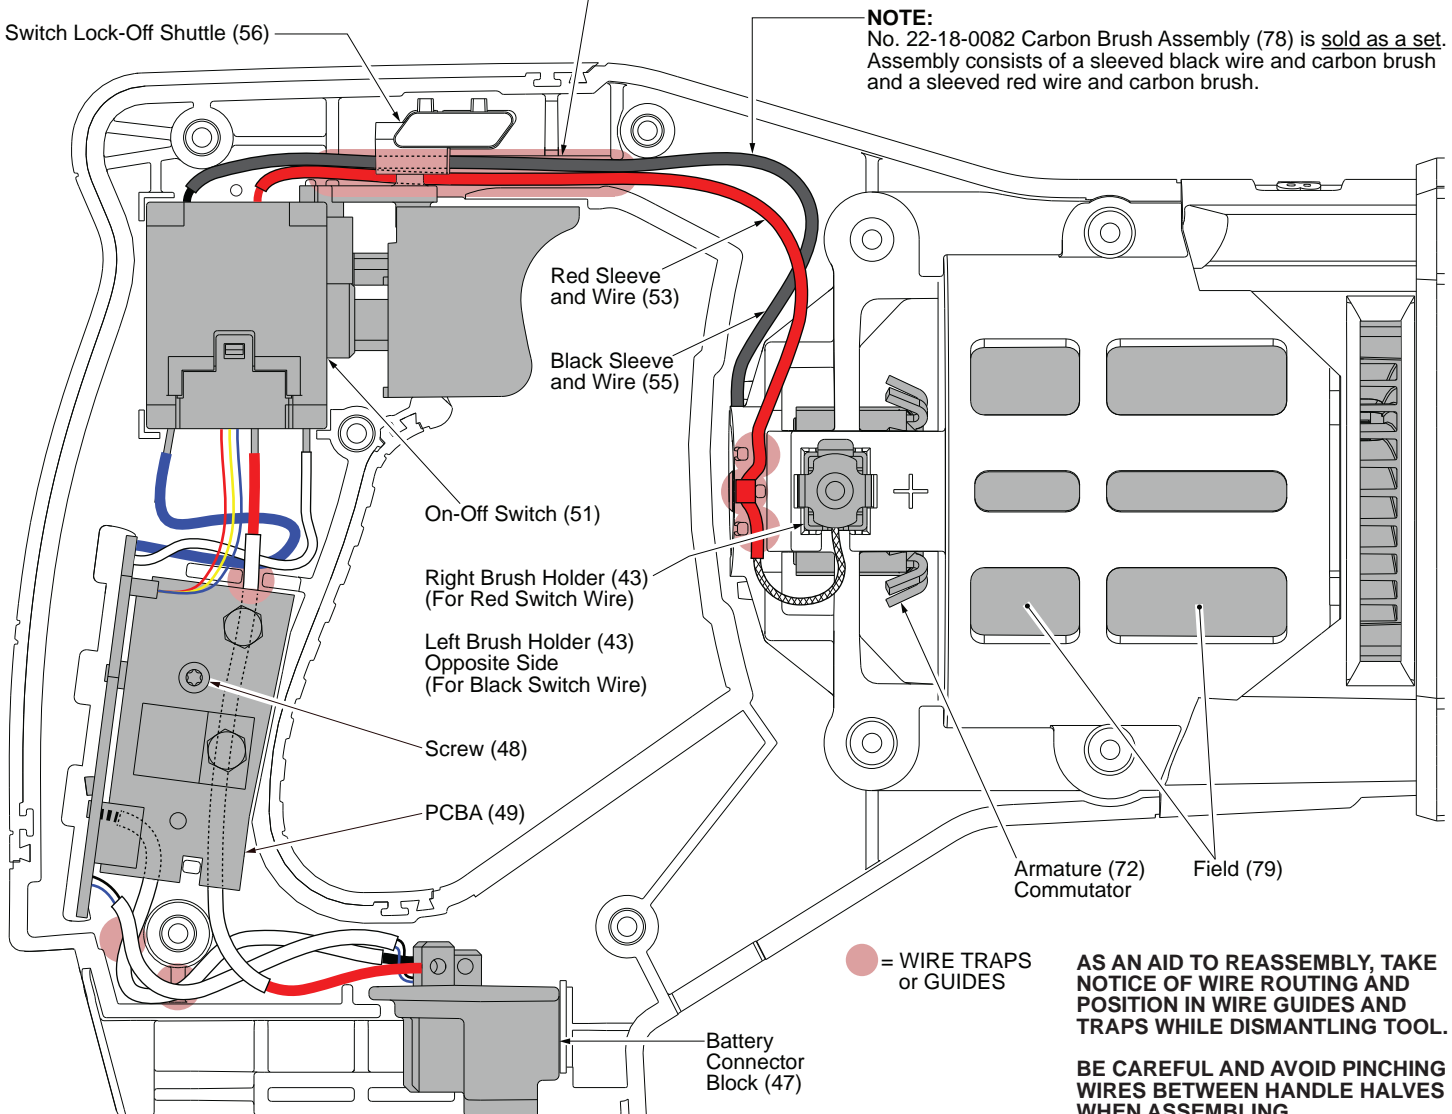 Switch Lock-Off Shuttle (56)
NOTE:
No. 22-18-0082 Carbon Brush Assembly (78) is sold as a set.
Assembly consists of a sleeved black wire and carbon brush
and a sleeved red wire and carbon brush.
Red Sleeve
and Wire (53)
Black Sleeve
and Wire (55)
On-Off Switch (51)
Right Brush Holder (43)
(For Red Switch Wire)
Left Brush Holder (43)
Opposite Side
(For Black Switch Wire)
Screw (48)
PCBA (49)
Armature (72)
Commutator
Field (79)
= WIRE TRAPS
or GUIDES
Battery
Connector
Block (47)
AS AN AID TO REASSEMBLY, TAKE
NOTICE OF WIRE ROUTING AND
POSITION IN WIRE GUIDES AND
TRAPS WHILE DISMANTLING TOOL.
BE CAREFUL AND AVOID PINCHING
WIRES BETWEEN HANDLE HALVES
WHEN ASSEMBLING